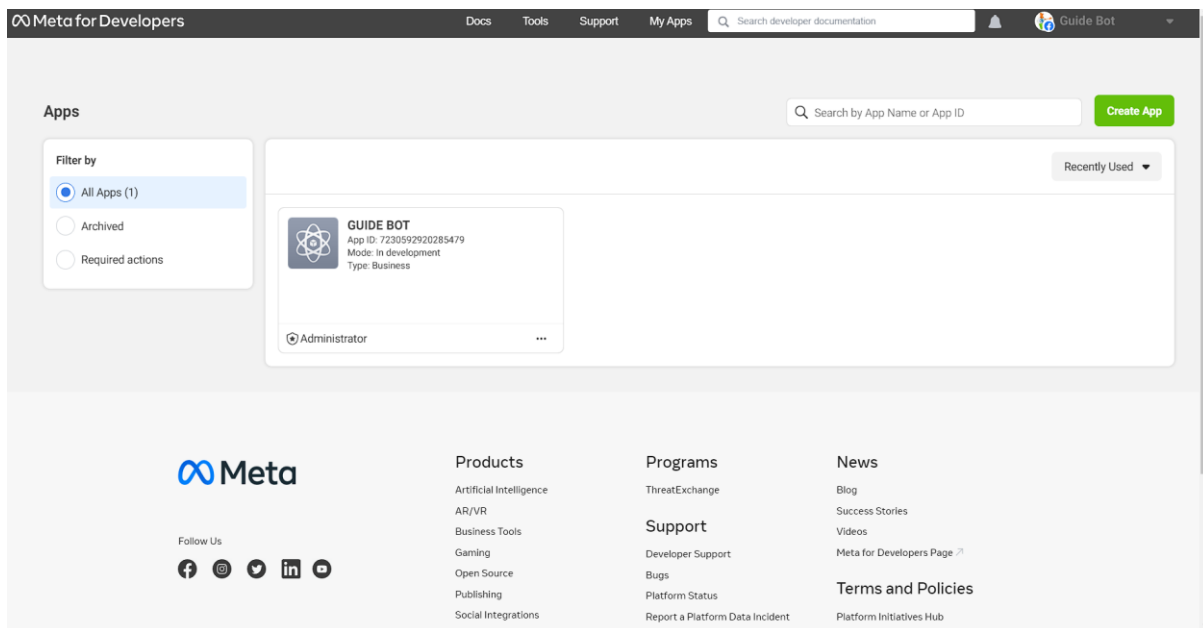 Meta for Developers
Docs
Tools
Support
My Apps
Search developer documentation
Guide Bot
Apps
Search by App Name or App ID
Create App
Filter by
All Apps (1)
Archived
Required actions
Recently Used
GUIDE BOT
App ID: 7230592920285479
Mode: In development
Type: Business
Administrator
Meta
Follow Us
Products
Artificial Intelligence
AR/VR
Business Tools
Gaming
Open Source
Publishing
Social Integrations
Programs
ThreatExchange
Support
Developer Support
Bugs
Platform Status
Report a Platform Data Incident
News
Blog
Success Stories
Videos
Meta for Developers Page
Terms and Policies
Platform Initiatives Hub